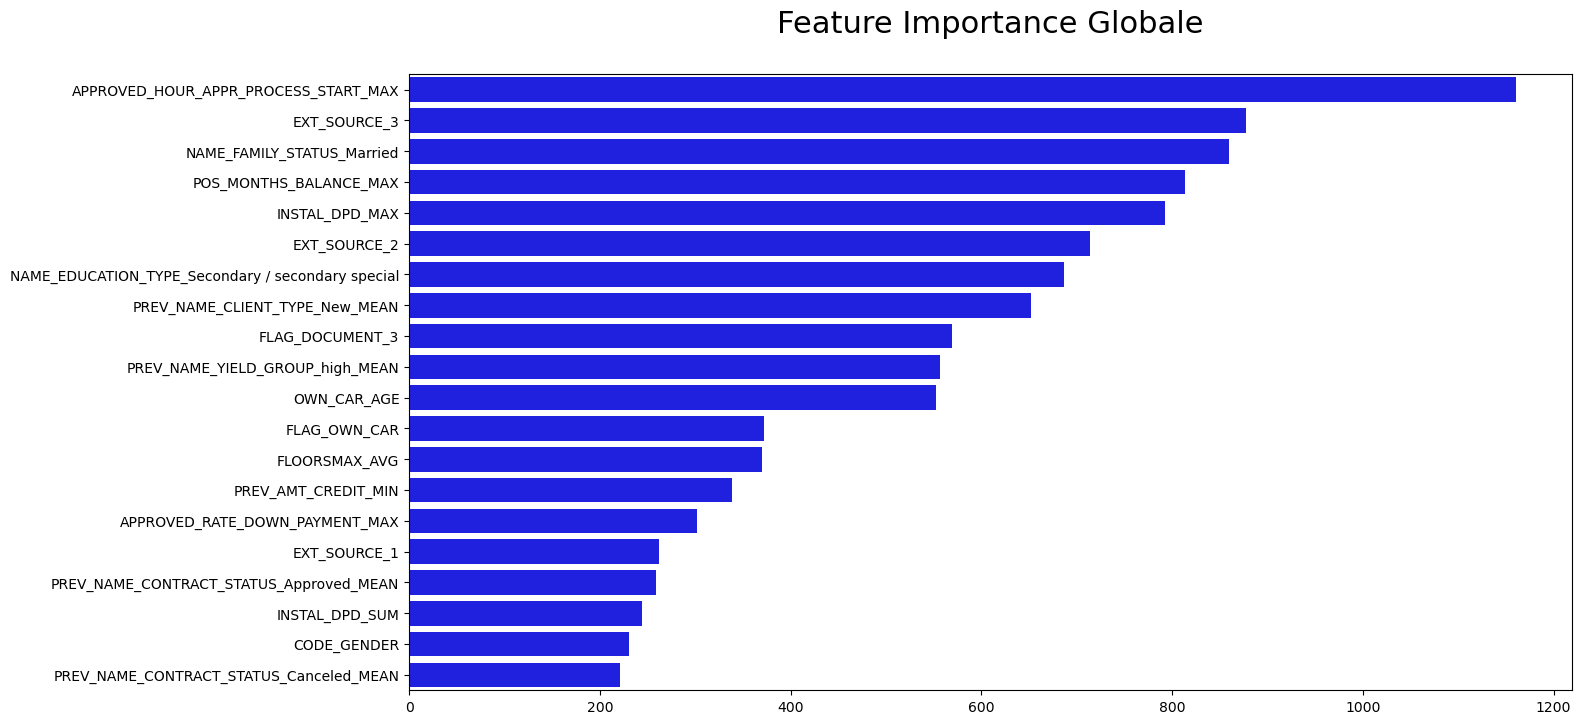 Feature Importance Globale
APPROVED_HOUR_APPR_PROCESS_START_MAX
EXT_SOURCE_3
NAME_FAMILY_STATUS_Married
POS_MONTHS_BALANCE_MAX
INSTAL_DPD_MAX
EXT_SOURCE_2
NAME_EDUCATION_TYPE_Secondary / secondary special
PREV_NAME_CLIENT_TYPE_New_MEAN
FLAG_DOCUMENT_3
PREV_NAME_YIELD_GROUP_high_MEAN
OWN_CAR_AGE
FLAG_OWN_CAR
FLOORSMAX_AVG
PREV_AMT_CREDIT_MIN
APPROVED_RATE_DOWN_PAYMENT_MAX
EXT_SOURCE_1
PREV_NAME_CONTRACT_STATUS_Approved_MEAN
INSTAL_DPD_SUM
CODE_GENDER
PREV_NAME_CONTRACT_STATUS_Canceled_MEAN
0 200 400 600 800 1000 1200